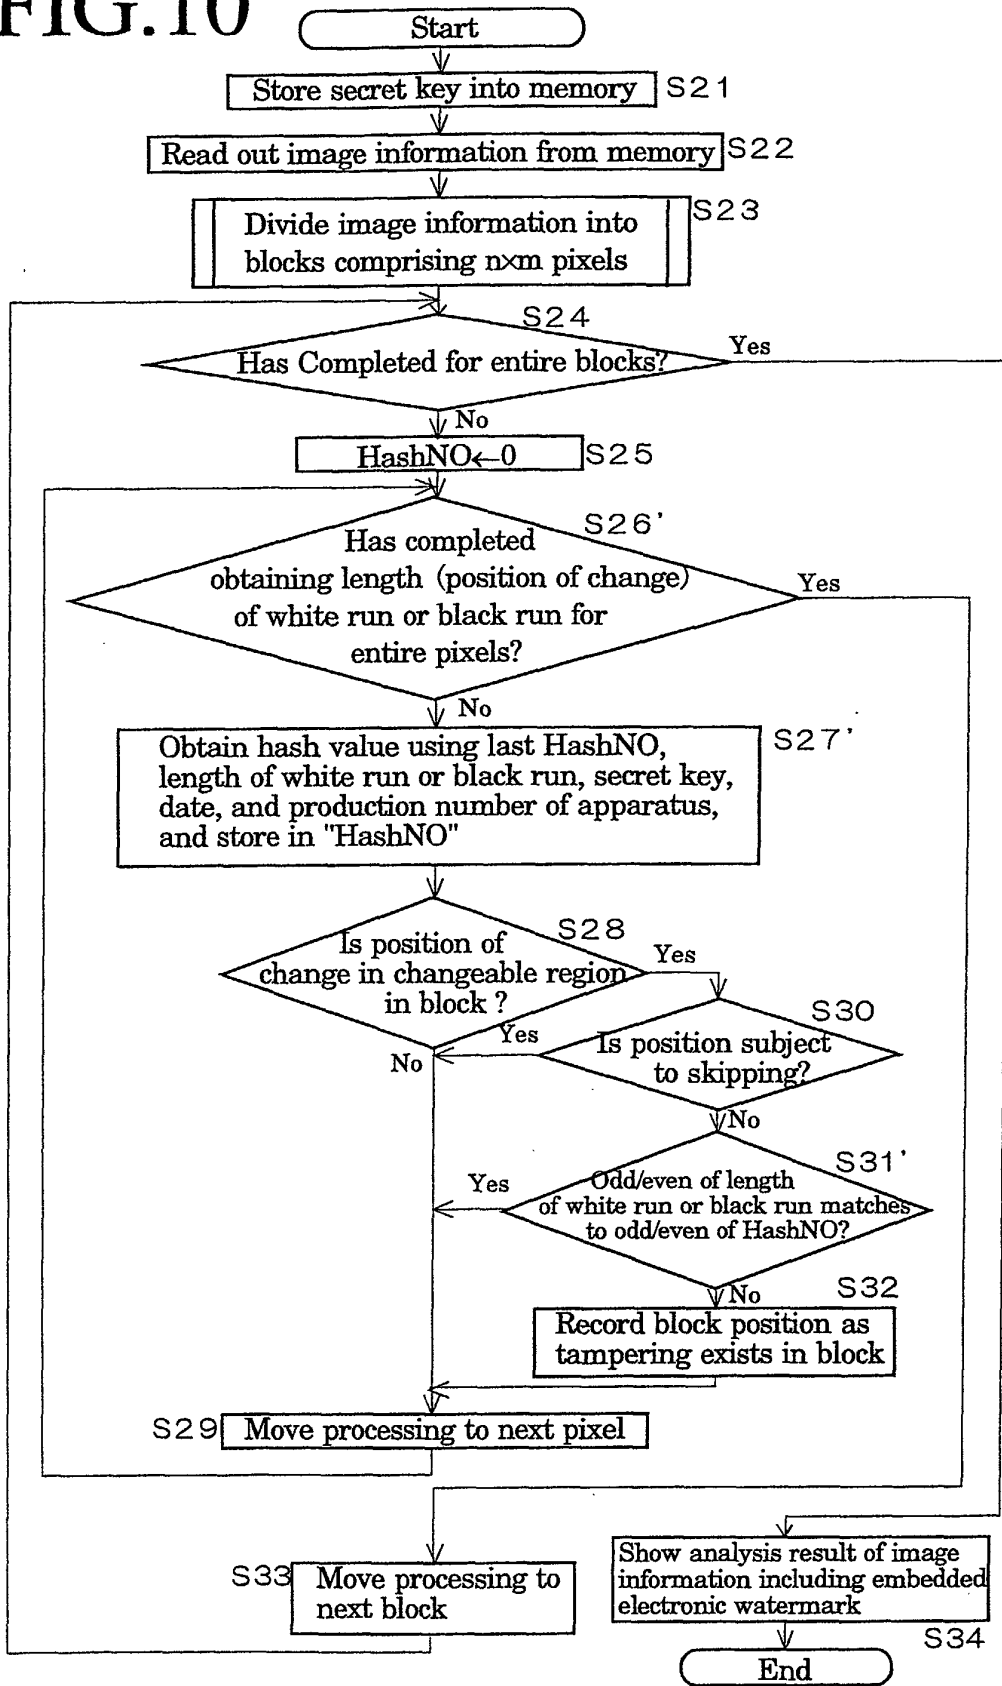 FIG.10
Start
Store secret key into memory
S21
Read out image information from memory
S22
Divide image information into
blocks comprising n×m pixels
S23
S24
Has Completed for entire blocks?
Yes
No
HashNO←0
S25
S26'
Has completed
obtaining length (position of change)
of white run or black run for
entire pixels?
Yes
No
Obtain hash value using last HashNO,
length of white run or black run, secret key,
date, and production number of apparatus,
and store in "HashNO"
S27'
S28
Is position of
change in changeable region
in block ?
Yes
No
S30
Is position subject
to skipping?
Yes
No
S31'
Odd/even of length
of white run or black run matches
to odd/even of HashNO?
Yes
No
S32
Record block position as
tampering exists in block
S29
Move processing to next pixel
S33
Move processing to
next block
Show analysis result of image
information including embedded
electronic watermark
S34
End